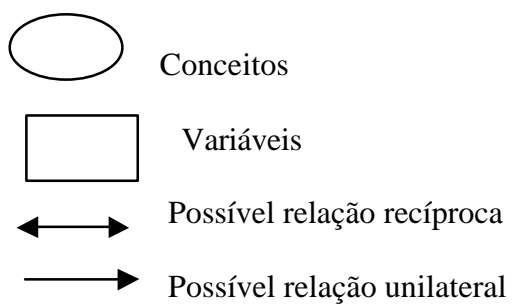 Conceitos
Variáveis
Possível relação recíproca
Possível relação unilateral